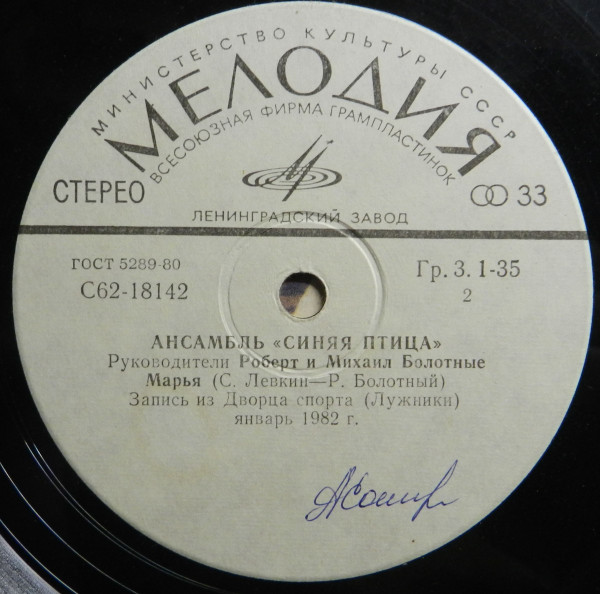 МИНИСТЕРСТВО КУЛЬТУРЫ СССР
МЕЛОДИЯ
ВСЕСОЮЗНАЯ ФИРМА ГРАМПЛАСТИНОК
СТЕРЕО
33
ЛЕНИНГРАДСКИЙ ЗАВОД
ГОСТ 5289-80
С62-18142
Гр. 3. 1-35
2
АНСАМБЛЬ «СИНЯЯ ПТИЦА»
Руководители Роберт и Михаил Болотные
Марья (С. Левкин—Р. Болотный)
Запись из Дворца спорта (Лужники)
январь 1982 г.